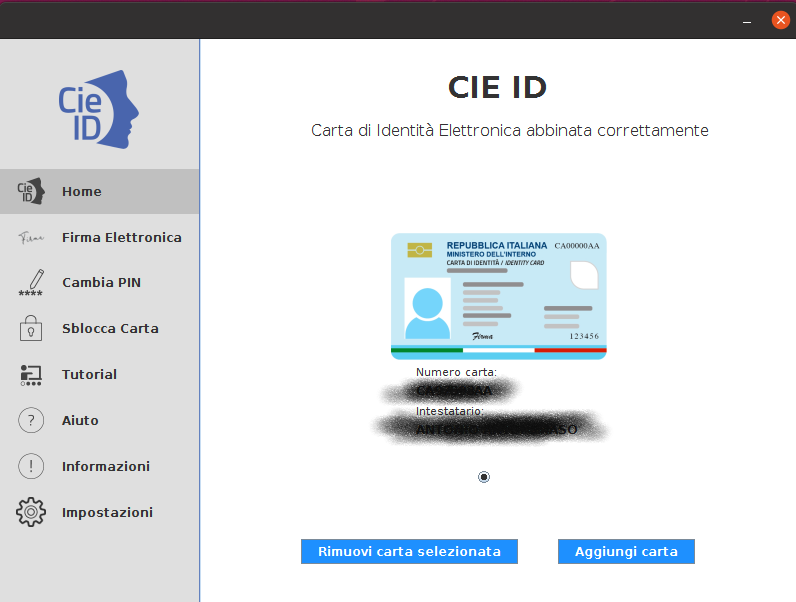 Cie
ID
Home
Firma Elettronica
Cambia PIN
Sblocca Carta
Tutorial
Aiuto
Informazioni
Impostazioni
CIE ID
Carta di Identità Elettronica abbinata correttamente
REPUBBLICA ITALIANA CA00000AA
MINISTERO DELL'INTERNO
CARTA DI IDENTITÀ / IDENTITY CARD
Firma
123456
Numero carta:
Intestatario:
Rimuovi carta selezionata
Aggiungi carta